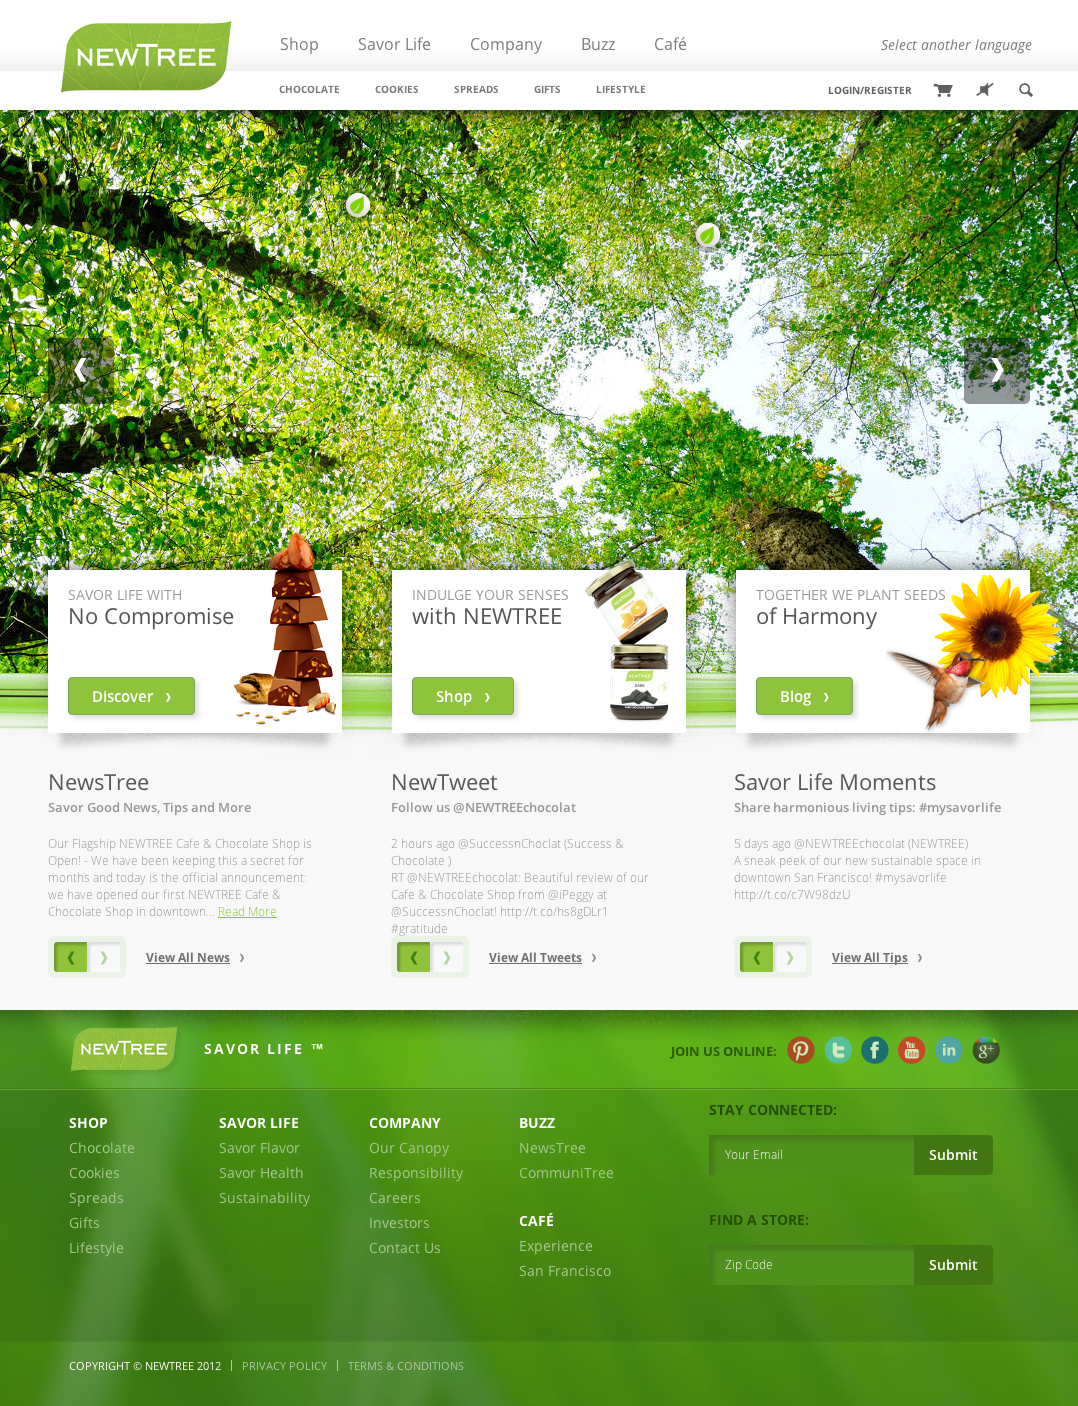 NEWTREE
Shop Savor Life Company Buzz Café
Select another language
CHOCOLATE COOKIES SPREADS GIFTS LIFESTYLE
LOGIN/REGISTER
SAVOR LIFE WITH
No Compromise
Discover
INDULGE YOUR SENSES
with NEWTREE
Shop
NEWTREE
DARK
TOGETHER WE PLANT SEEDS
of Harmony
Blog
NewsTree
Savor Good News, Tips and More
Our Flagship NEWTREE Cafe & Chocolate Shop is
Open! - We have been keeping this a secret for
months and today is the official announcement:
we have opened our first NEWTREE Cafe &
Chocolate Shop in downtown... Read More
View All News
NewTweet
Follow us @NEWTREEchocolat
2 hours ago @SuccessnChoclat (Success &
Chocolate )
RT @NEWTREEchocolat: Beautiful review of our
Cafe & Chocolate Shop from @iPeggy at
@SuccessnChoclat! http://t.co/hs8gDLr1
#gratitude
View All Tweets
Savor Life Moments
Share harmonious living tips: #mysavorlife
5 days ago @NEWTREEchocolat (NEWTREE)
A sneak peek of our new sustainable space in
downtown San Francisco! #mysavorlife
http://t.co/c7W98dzU
View All Tips
NEWTREE
SAVOR LIFE ™
JOIN US ONLINE:
You Tube in g+
SHOP
Chocolate
Cookies
Spreads
Gifts
Lifestyle
SAVOR LIFE
Savor Flavor
Savor Health
Sustainability
COMPANY
Our Canopy
Responsibility
Careers
Investors
Contact Us
BUZZ
NewsTree
CommuniTree
CAFÉ
Experience
San Francisco
STAY CONNECTED:
Your Email Submit
FIND A STORE:
Zip Code Submit
COPYRIGHT © NEWTREE 2012 | PRIVACY POLICY | TERMS & CONDITIONS